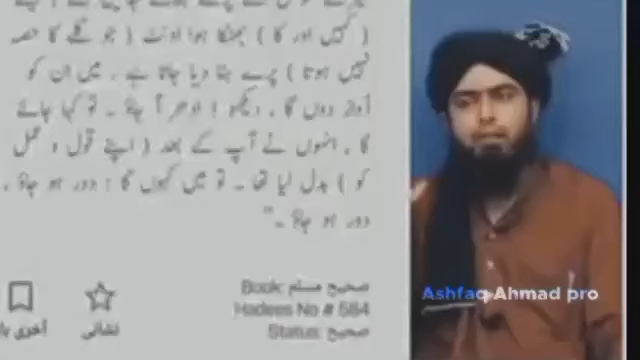 ( کہیں اور کا ) بھٹکا ہوا اونٹ ( جو گلے کا حصہ
نہیں ہوتا ) پرے ہٹا دیا جاتا ہے ، میں ان کو
آواز دوں گا ، دیکھو ! ادھر آ جاؤ ۔ تو کہا جائے
گا ، انہوں نے آپ کے بعد ( اپنے قول و عمل
کو ) بدل لیا تھا ۔ تو میں کہوں گا : دور ہو جاؤ ،
دور ہو جاؤ ۔"
Book: صحیح مسلم
Hadees No # 584
Status: صحیح
نشانی
آخری
Ashfaq Ahmad pro